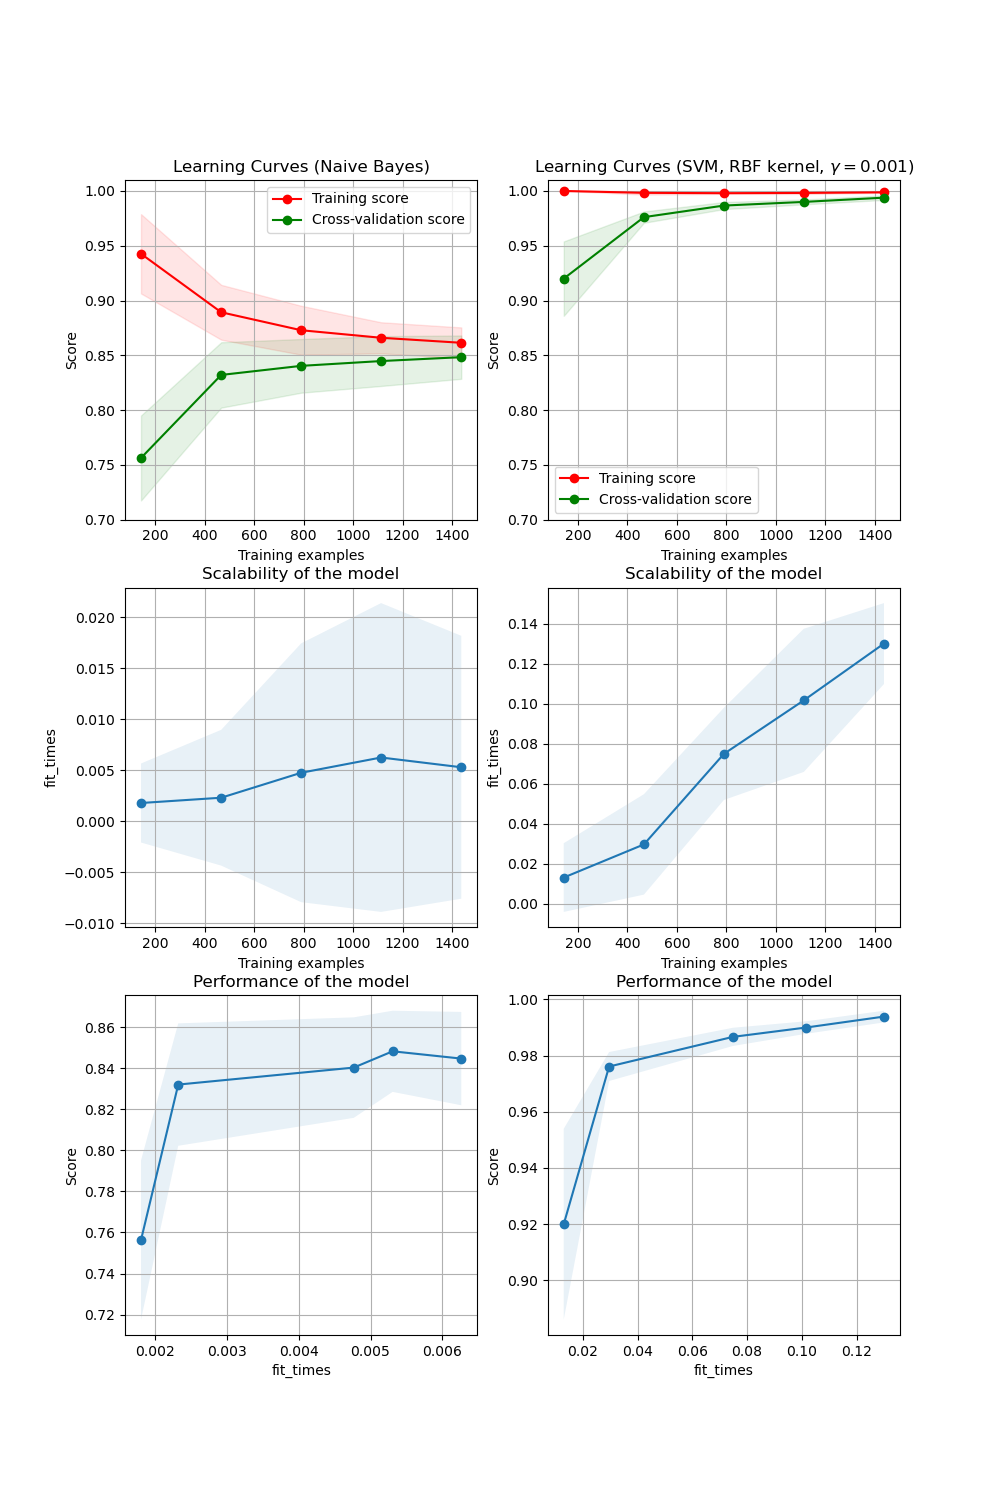 Learning Curves (Naive Bayes)
1.00
0.95
0.90
0.85
0.80
0.75
0.70
Score
Training score
Cross-validation score
200 400 600 800 1000 1200 1400
Training examples
Learning Curves (SVM, RBF kernel, γ = 0.001)
1.00
0.95
0.90
0.85
0.80
0.75
0.70
Score
Training score
Cross-validation score
200 400 600 800 1000 1200 1400
Training examples
Scalability of the model
0.020
0.015
0.010
0.005
0.000
−0.005
−0.010
fit_times
200 400 600 800 1000 1200 1400
Training examples
Scalability of the model
0.14
0.12
0.10
0.08
0.06
0.04
0.02
0.00
fit_times
200 400 600 800 1000 1200 1400
Training examples
Performance of the model
0.86
0.84
0.82
0.80
0.78
0.76
0.74
0.72
Score
0.002 0.003 0.004 0.005 0.006
fit_times
Performance of the model
1.00
0.98
0.96
0.94
0.92
0.90
Score
0.02 0.04 0.06 0.08 0.10 0.12
fit_times